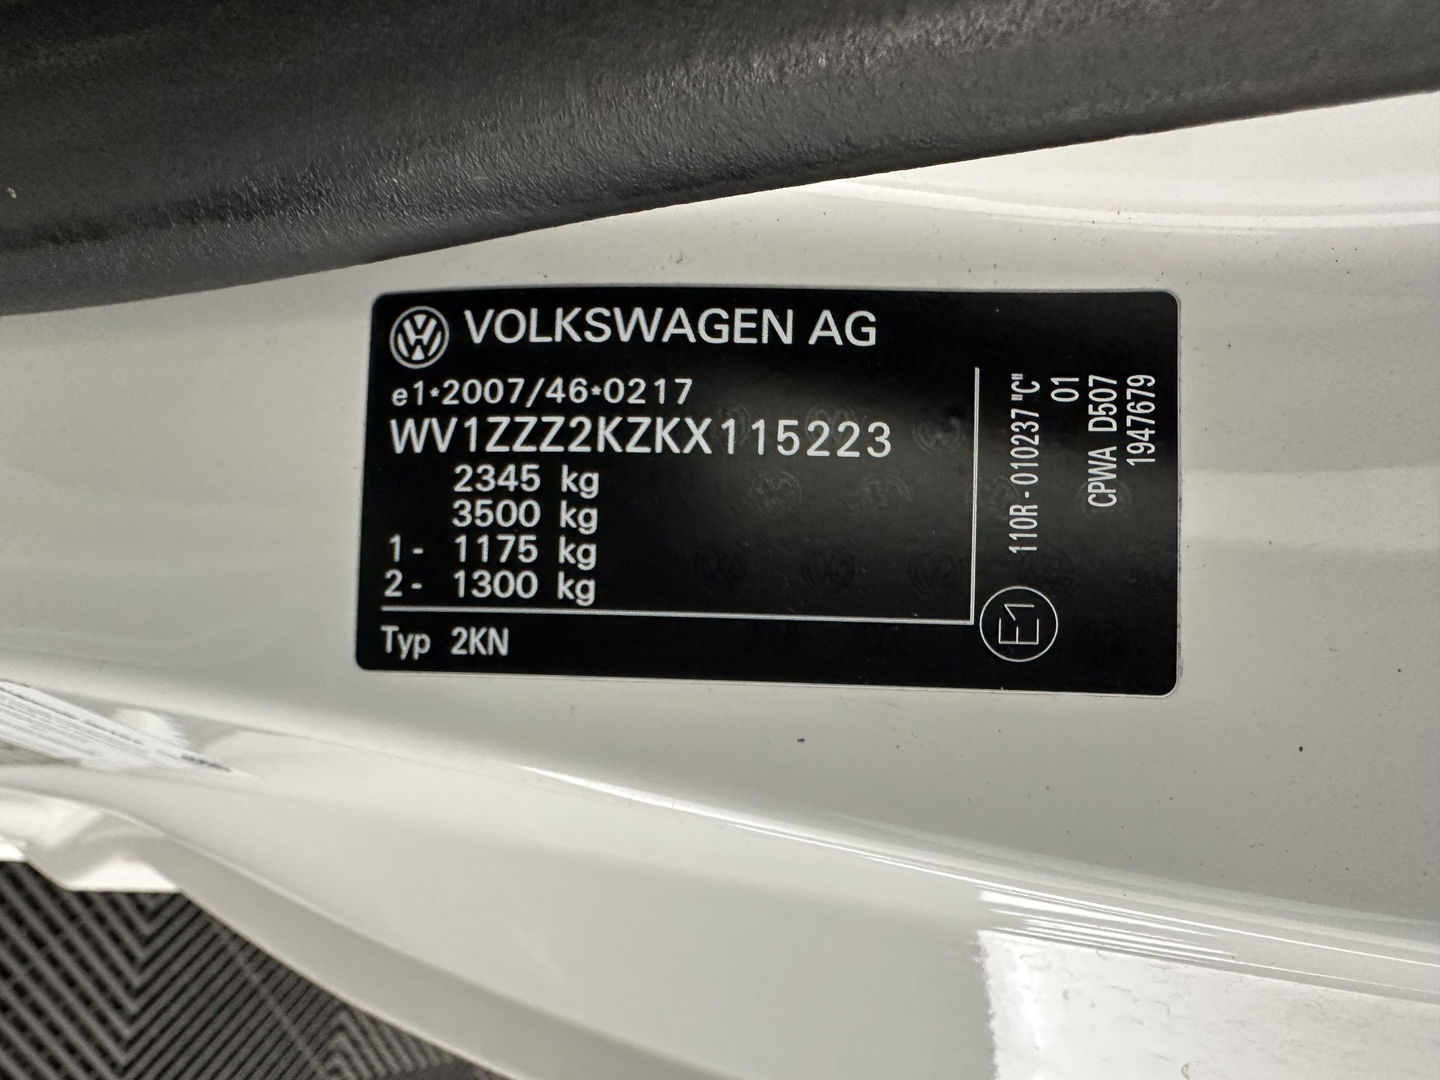 VOLKSWAGEN AG
e1*2007/46*0217
WV1ZZZ2KZKX115223
2345 kg
3500 kg
1- 1175 kg
2- 1300 kg
Typ 2KN
110R-010237 "C"
01
CPWA D507
1947679
E1